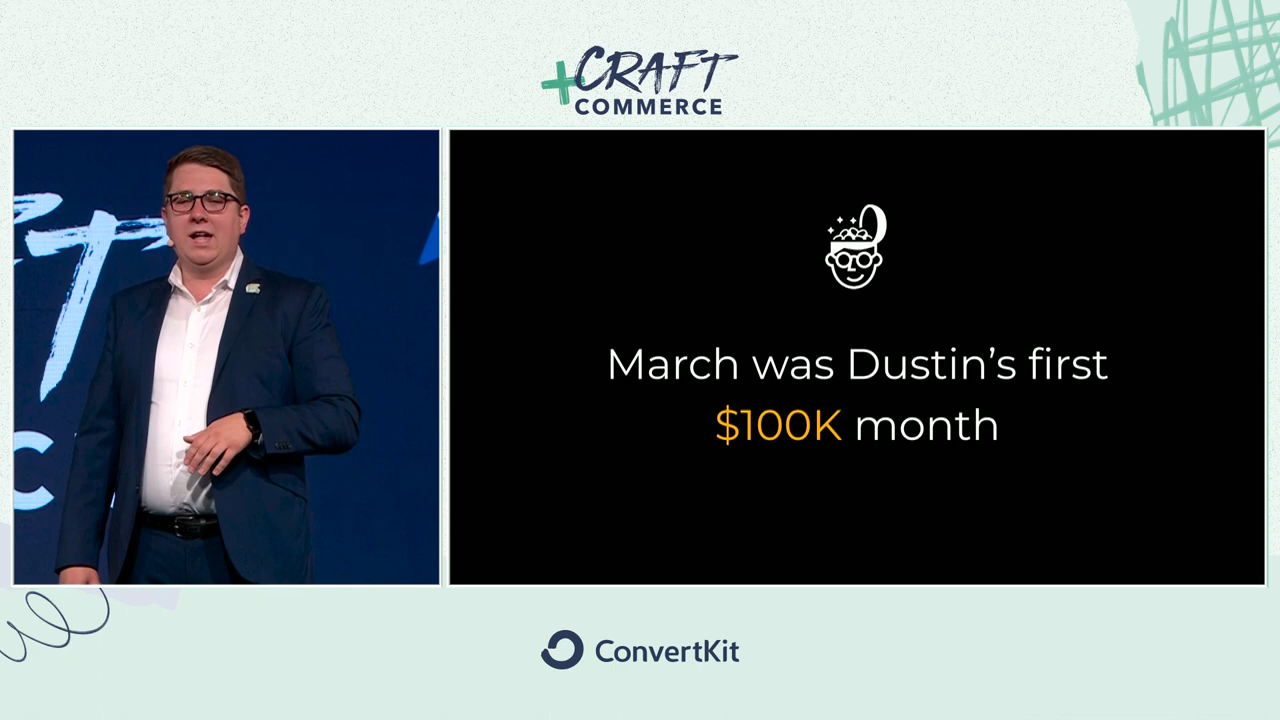 +CRAFT
COMMERCE
March was Dustin’s first
$100K month
ConvertKit